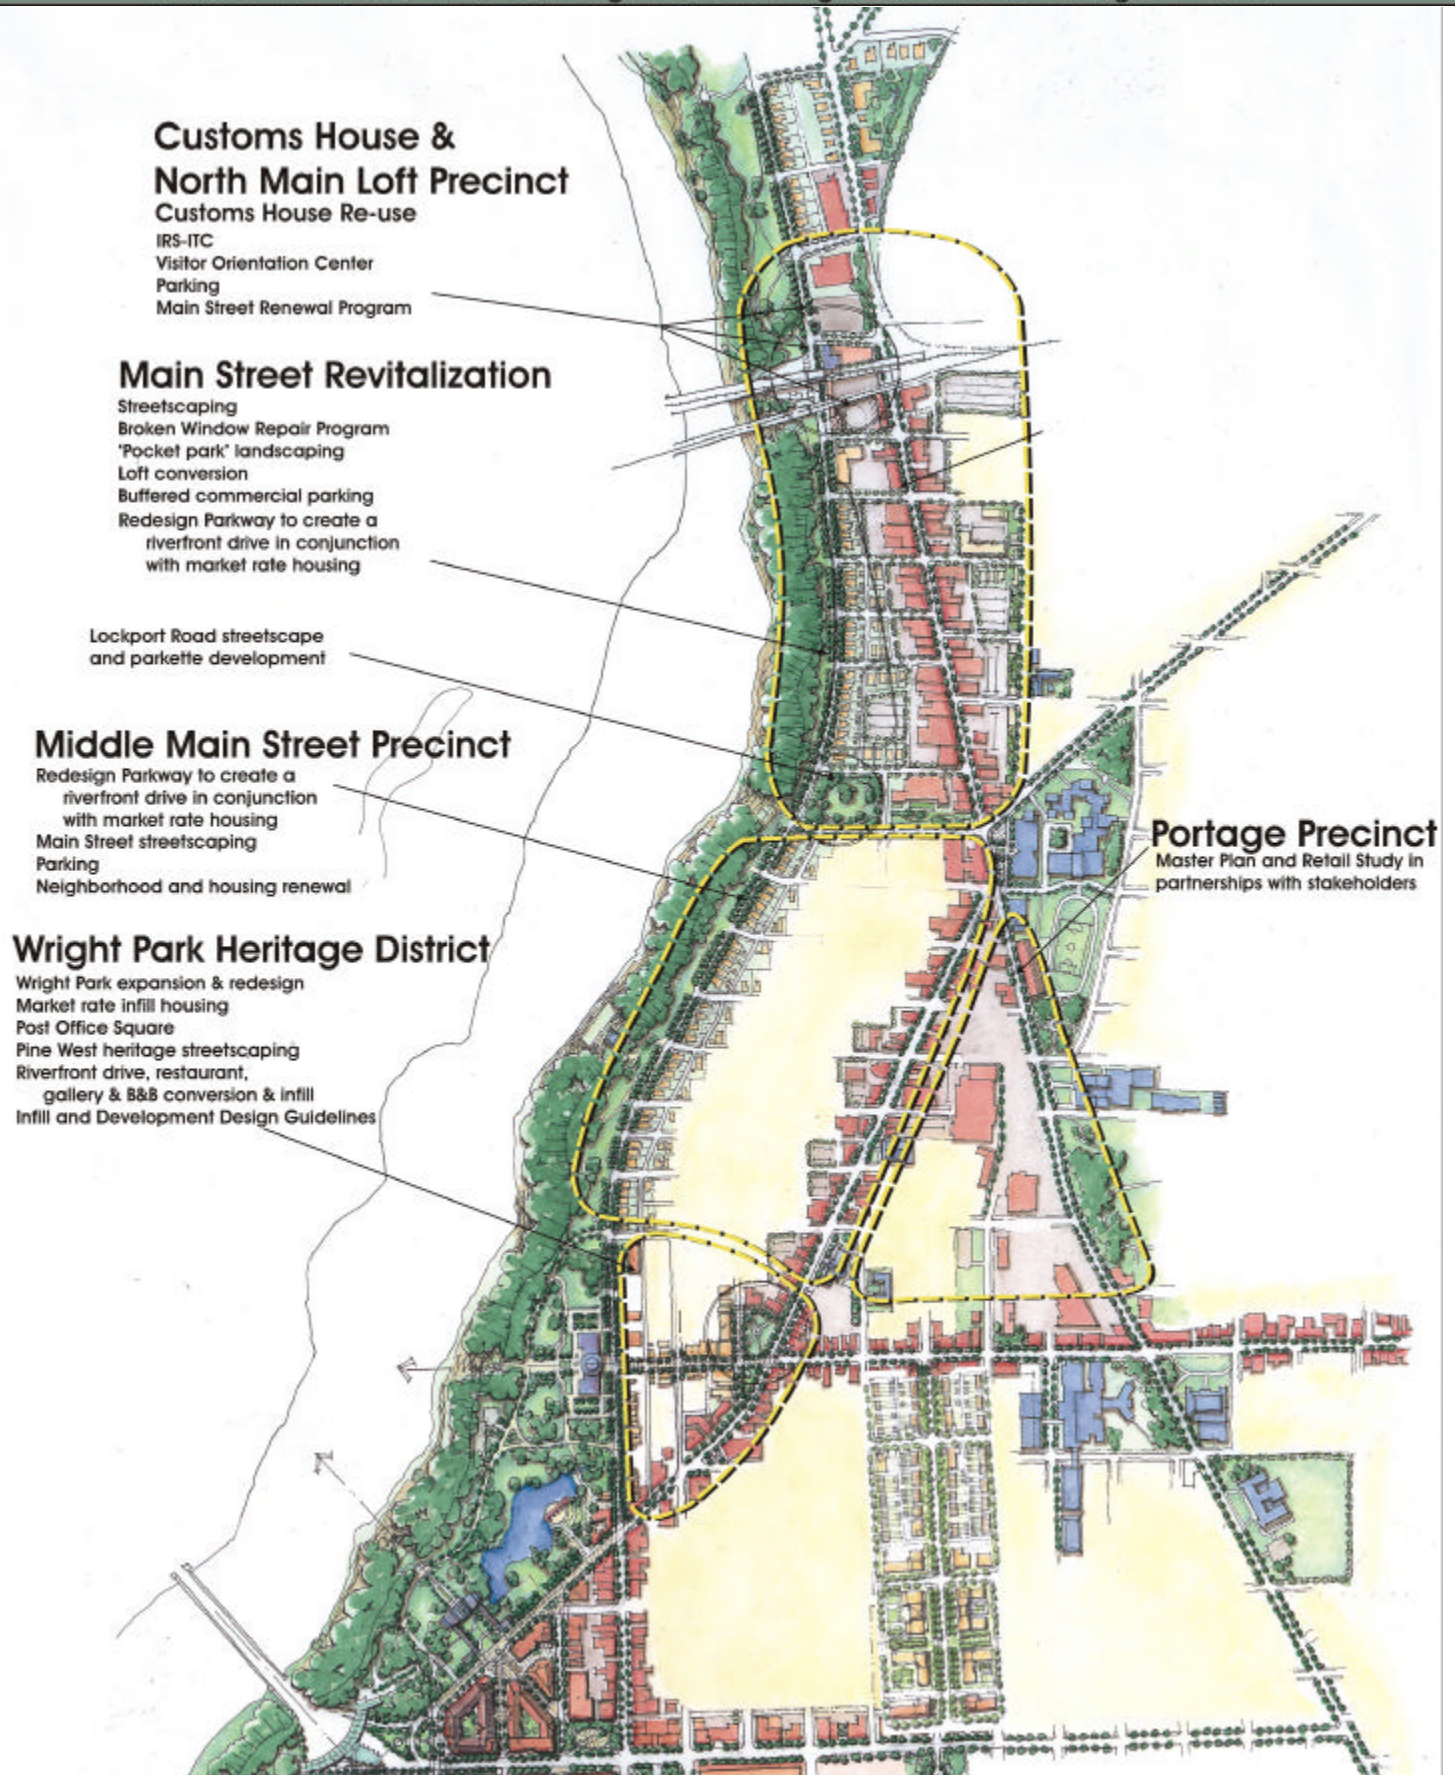 Customs House &
North Main Loft Precinct
Customs House Re-use
IRS-ITC
Visitor Orientation Center
Parking
Main Street Renewal Program
Main Street Revitalization
Streetscaping
Broken Window Repair Program
"Pocket park" landscaping
Loft conversion
Buffered commercial parking
Redesign Parkway to create a
riverfront drive in conjunction
with market rate housing
Lockport Road streetscape
and parkette development
Middle Main Street Precinct
Redesign Parkway to create a
riverfront drive in conjunction
with market rate housing
Main Street streetscaping
Parking
Neighborhood and housing renewal
Portage Precinct
Master Plan and Retail Study in
partnerships with stakeholders
Wright Park Heritage District
Wright Park expansion & redesign
Market rate infill housing
Post Office Square
Pine West heritage streetscaping
Riverfront drive, restaurant,
gallery & B&B conversion & infill
Infill and Development Design Guidelines